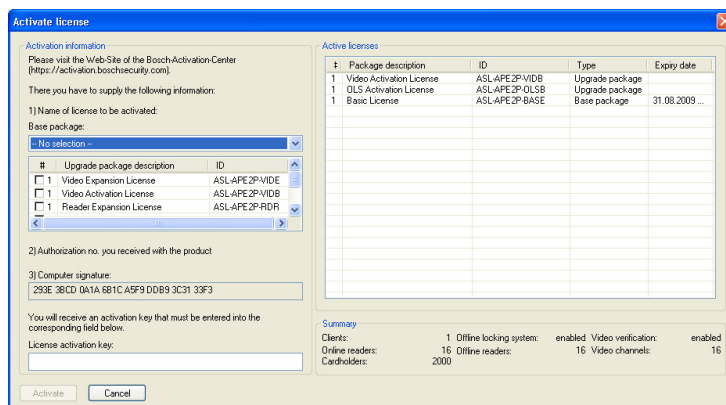 Activate license
Activation information
Please visit the Web-Site of the Bosch-Activation-Center
(https://activation.boschsecurity.com).
There you have to supply the following information:
1) Name of license to be activated:
Base package:
-- No selection --
# Upgrade package description ID
1 Video Expansion License ASL-APE2P-VIDE
1 Video Activation License ASL-APE2P-VIDB
1 Reader Expansion License ASL-APE2P-RDR
2) Authorization no. you received with the product
3) Computer signature:
293E 3BCD 0A1A 6B1C A5F9 DDB9 3C31 33F3
You will receive an activation key that must be entered into the
corresponding field below.
License activation key:
Activate Cancel
Active licenses
# Package description ID Type Expiry date
1 Video Activation License ASL-APE2P-VIDB Upgrade package
1 OLS Activation License ASL-APE2P-OLSB Upgrade package
1 Basic License ASL-APE2P-BASE Base package 31.08.2009 ...
Summary
Clients: 1 Offline locking system: enabled Video verification: enabled
Online readers: 16 Offline readers: 16 Video channels: 16
Cardholders: 2000